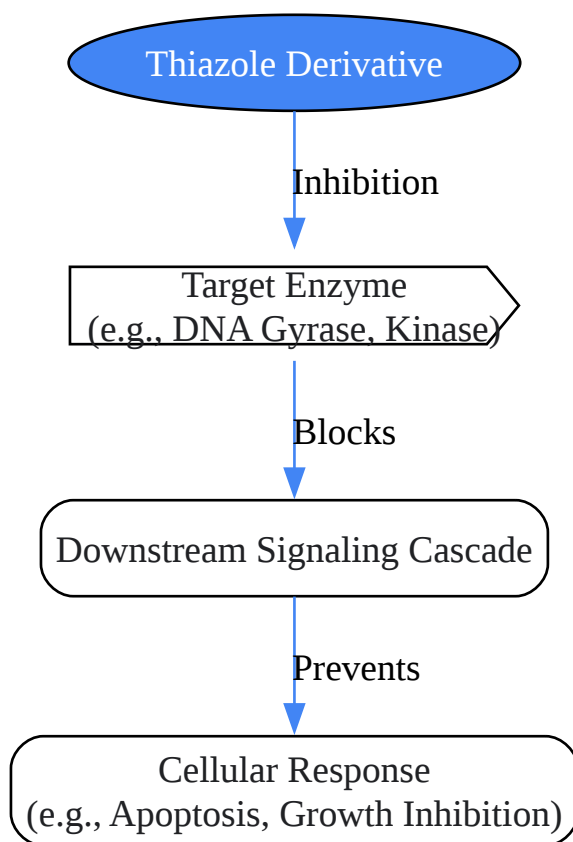 Thiazole Derivative
Inhibition
Target Enzyme
(e.g., DNA Gyrase, Kinase)
Blocks
Downstream Signaling Cascade
Prevents
Cellular Response
(e.g., Apoptosis, Growth Inhibition)